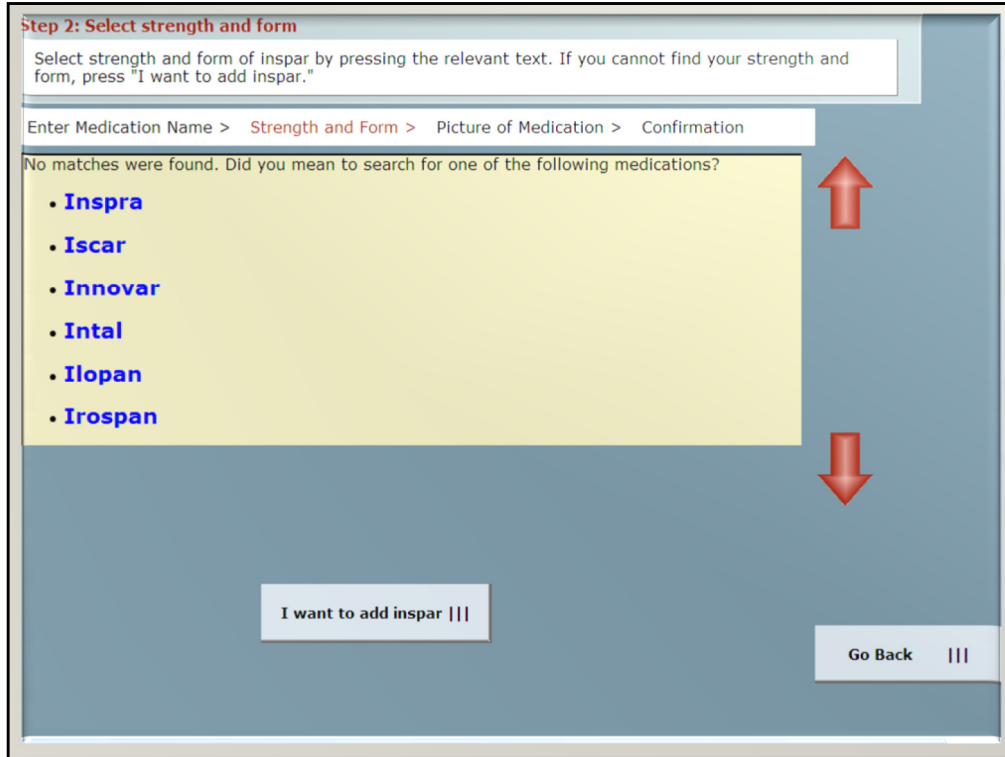 Step 2: Select strength and form
Select strength and form of inspar by pressing the relevant text. If you cannot find your strength and
form, press "I want to add inspar."
Enter Medication Name > Strength and Form > Picture of Medication > Confirmation
No matches were found. Did you mean to search for one of the following medications?
• Inspra
• Iscar
• Innovar
• Intal
• Ilopan
• Irospan
I want to add inspar |||
Go Back |||